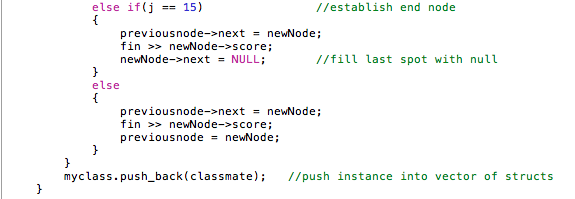 else if(j == 15)                //establish end node
{
    previousnode->next = newNode;
    fin >> newNode->score;
    newNode->next = NULL;       //fill last spot with null
}
else
{
    previousnode->next = newNode;
    fin >> newNode->score;
    previousnode = newNode;
}
}
myclass.push_back(classmate);   //push instance into vector of structs
}